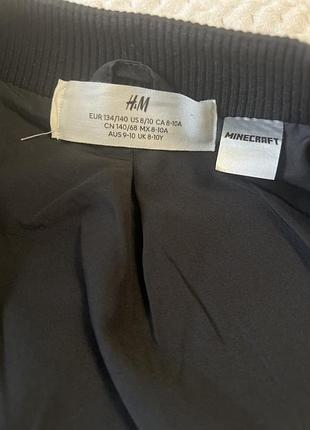 H&M
EUR 134/140 US 8/10 CA 8-10A
CN 140/68 MX 8-10A
AUS 9-10 UK 8-10Y
MINECRAFT